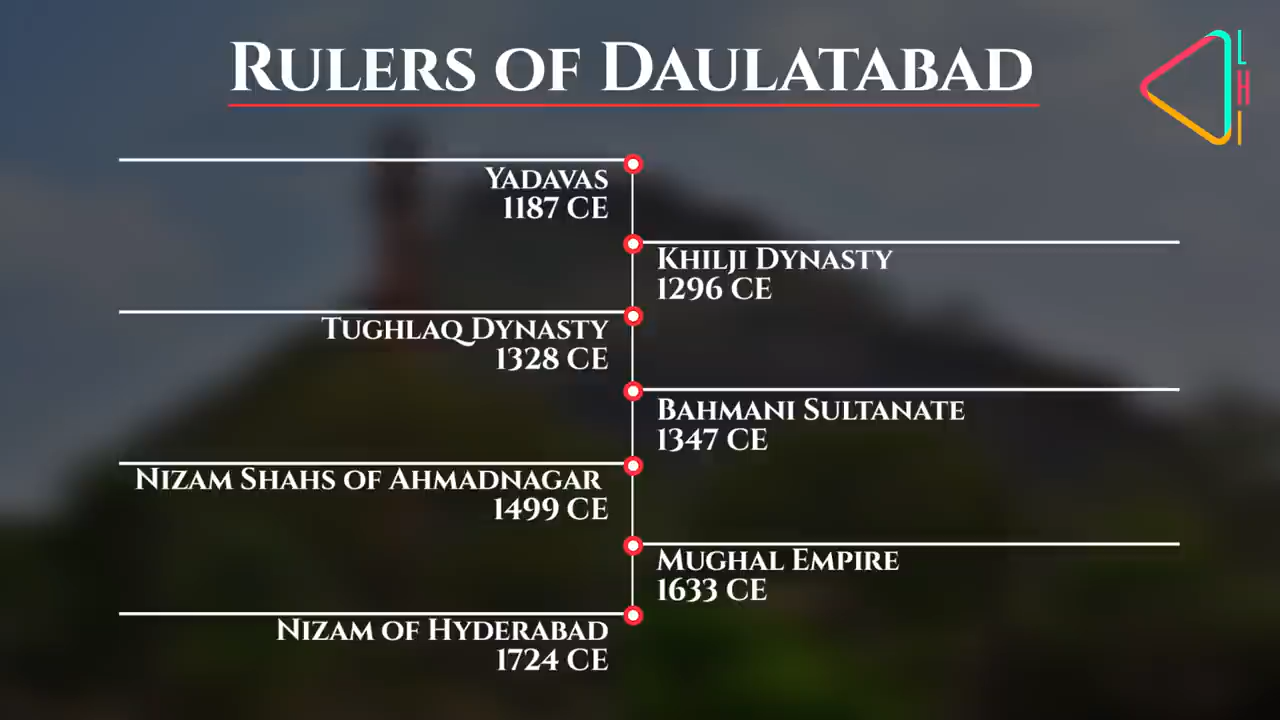 Rulers of Daulatabad
LHI
Yadavas
1187 CE
Khilji Dynasty
1296 CE
Tughlaq Dynasty
1328 CE
Bahmani Sultanate
1347 CE
Nizam Shahs of Ahmadnagar
1499 CE
Mughal Empire
1633 CE
Nizam of Hyderabad
1724 CE